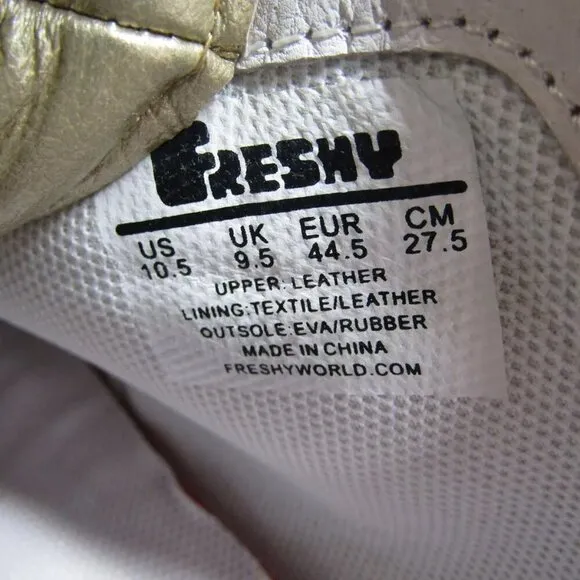 FRESHY
US UK EUR CM
10.5 9.5 44.5 27.5
UPPER: LEATHER
LINING:TEXTILE/LEATHER
OUTSOLE:EVA/RUBBER
MADE IN CHINA
FRESHYWORLD.COM